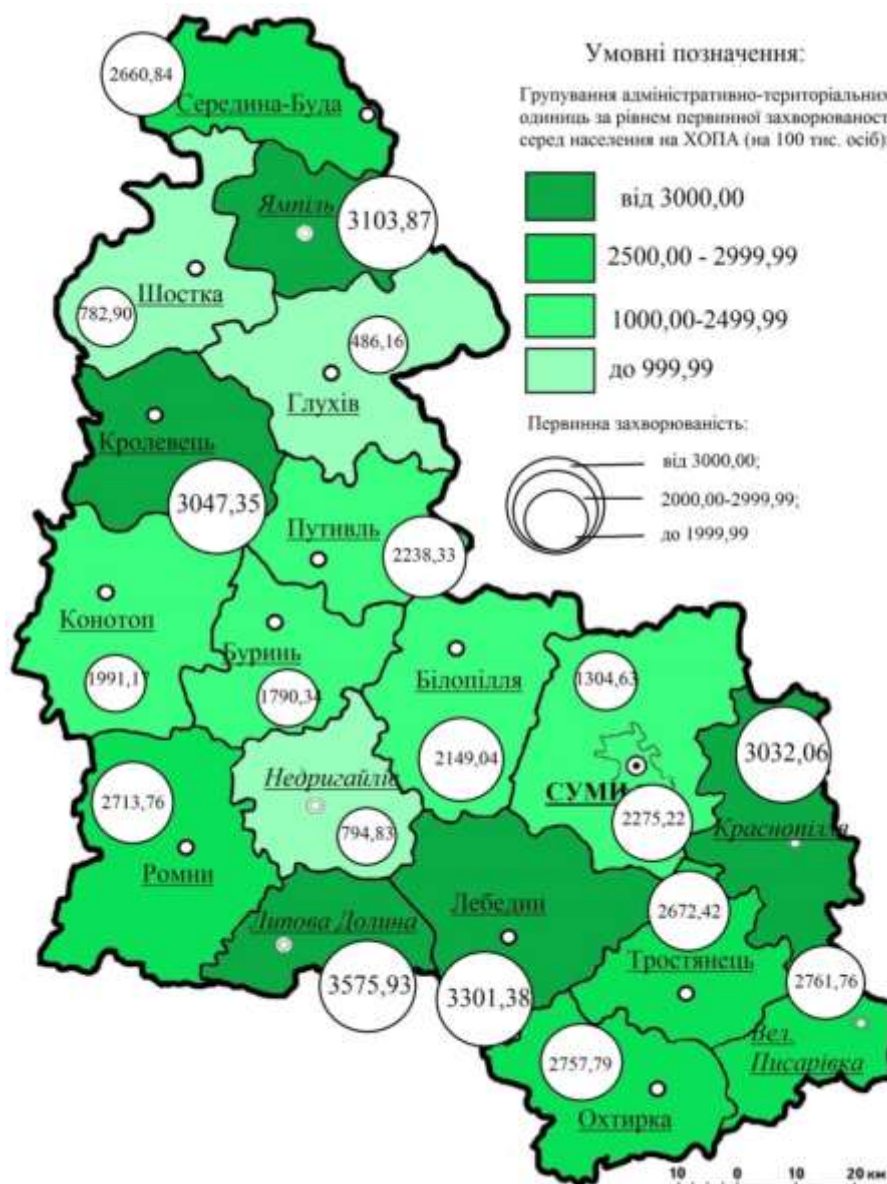 Умовні позначення:
Групування адміністративно-територіальних
одиниць за рівнем первинної захворюваност
серед населення на ХОПА (на 100 тис. осіб)
від 3000,00
2500,00 - 2999,99
1000,00-2499,99
до 999,99
Первинна захворюваність:
від 3000,00;
2000,00-2999,99;
до 1999,99
2660,84
Середина-Буда
Ямпіль
3103,87
Шостка
782,90
486,16
Глухів
Кролевець
3047,35
Путивль
2238,33
Конотоп
1991,17
Буринь
1790,34
Білопілля
2149,04
1304,63
СУМИ
2275,22
3032,06
Краснопілля
2713,76
Ромни
Недригайлів
794,83
Липова Долина
3575,93
Лебедин
3301,38
2672,42
Тростянець
2761,76
Вел.
Писарівка
2757,79
Охтирка
10 0 10 20 км